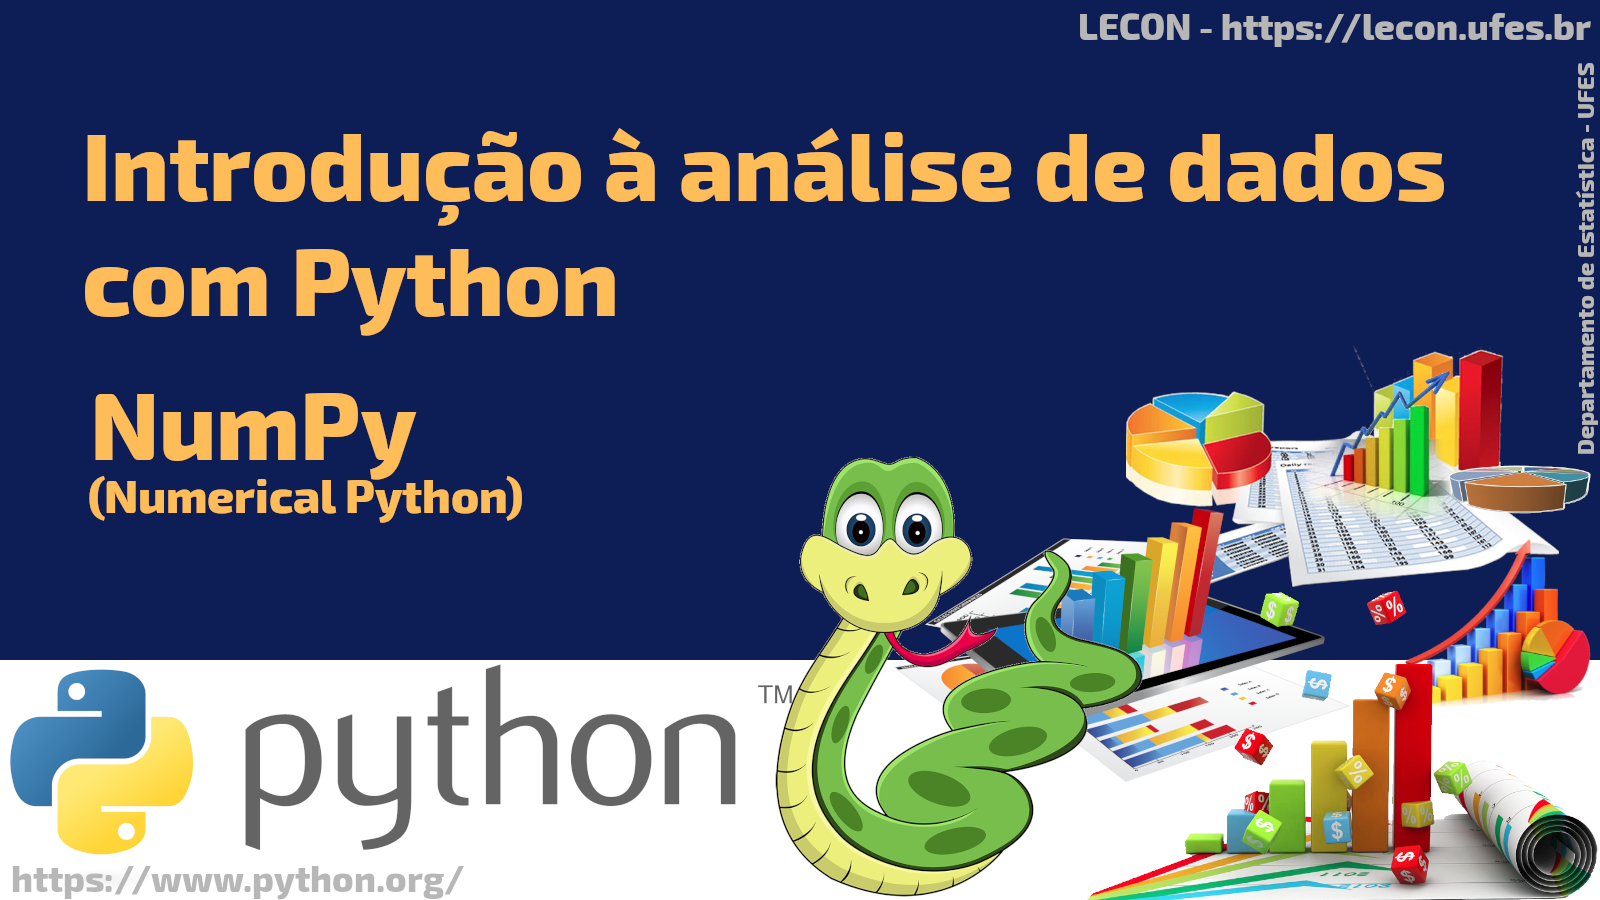 LECON - https://lecon.ufes.br
Departamento de Estatística - UFES
Introdução à análise de dados
com Python
NumPy
(Numerical Python)
python
TM
https://www.python.org/